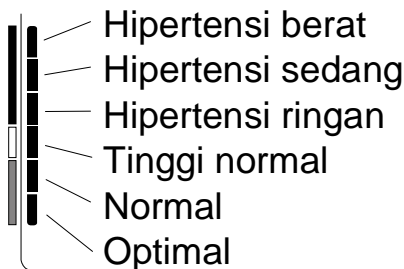 Hipertensi berat
Hipertensi sedang
Hipertensi ringan
Tinggi normal
Normal
Optimal